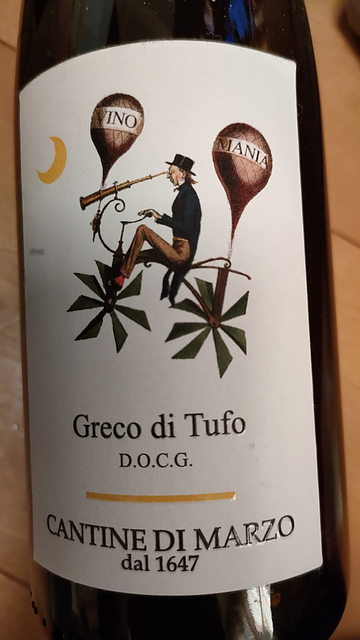 VINO
MANIA
Greco di Tufo
D.O.C.G.
CANTINE DI MARZO
dal 1647